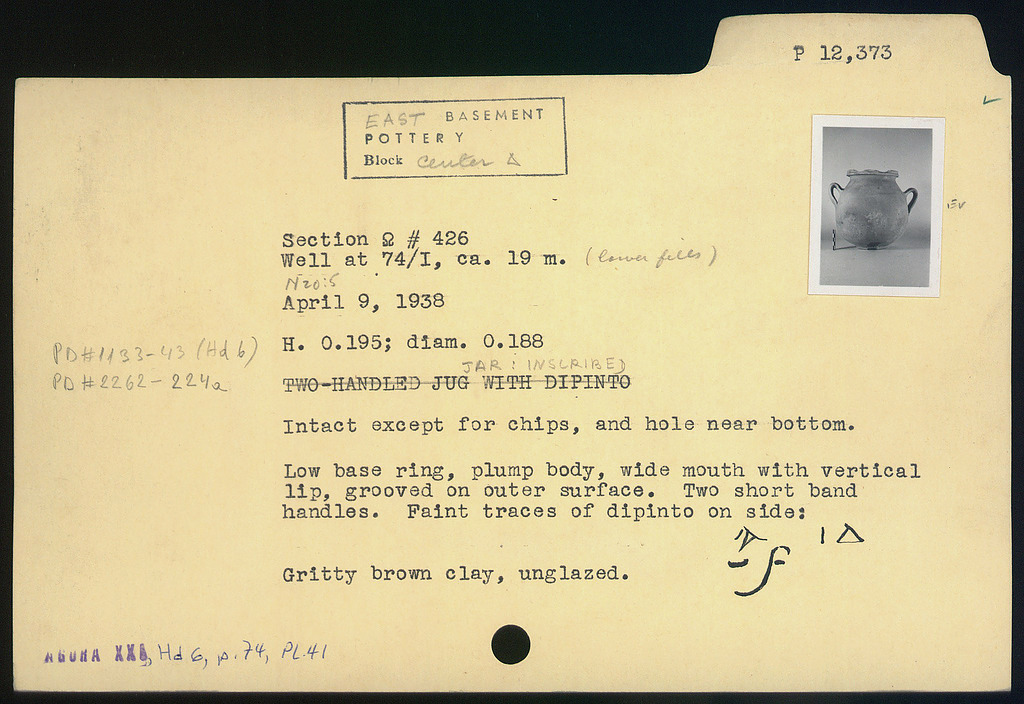 P 12,373
EAST BASEMENT
POTTERY
Block center Δ
Section Ω # 426
Well at 74/I, ca. 19 m. (lower fill)
N20:5
April 9, 1938
H. 0.195; diam. 0.188
PD#1133-43 (Hd 6)
PD#2262-224a
JAR: INSCRIBED
TWO-HANDLED JUG WITH DIPINTO
Intact except for chips, and hole near bottom.
Low base ring, plump body, wide mouth with vertical
lip, grooved on outer surface. Two short band
handles. Faint traces of dipinto on side:
Gritty brown clay, unglazed.
AGORA XXI, Hd 6, p. 74, Pl. 41